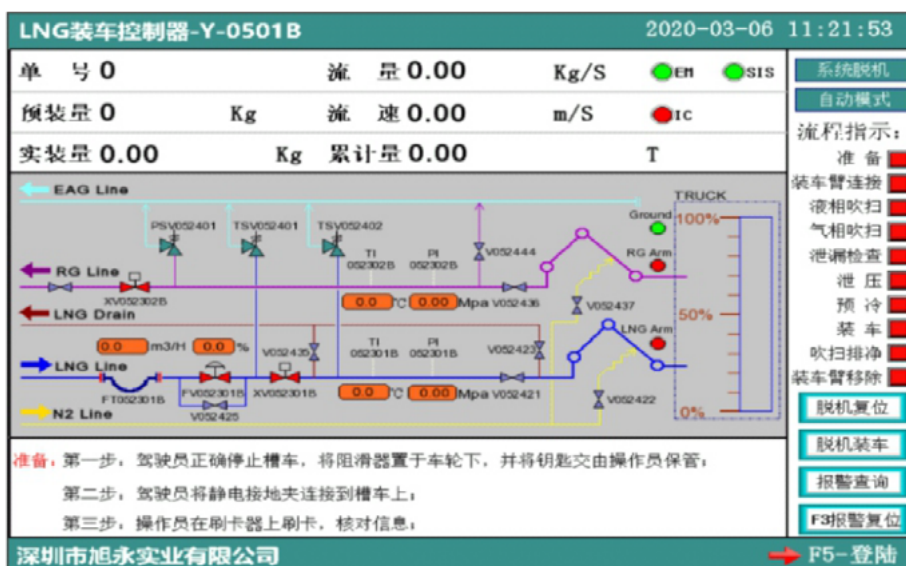 LNG装车控制器-Y-0501B 2020-03-06 11:21:53
单 号 0 流 量 0.00 Kg/S EM SIS
预装量 0 Kg 流 速 0.00 m/S IC
实装量 0.00 Kg 累计量 0.00 T
系统脱机
自动模式
流程指示:
准 备
装车臂连接
液相吹扫
气相吹扫
泄漏检查
泄 压
预 冷
装 车
吹扫排净
装车臂移除
脱机复位
脱机装车
报警查询
F3报警复位
EAG Line
TRUCK
PSV052401 TSV052401 TSV052402
Ground 100%
V052444
TI PI
052302B 052302B
RG Arm
RG Line
XV052302B
0.0 ℃ 0.00 Mpa V052436
V052437
LNG Drain
50%
LNG Arm
0.0 m3/H 0.0 %
V052435
TI PI
052301B 052301B
V052423
LNG Line
FT052301B FV052301B XV052301B
0.0 ℃ 0.00 Mpa V052421
V052425
V052422
N2 Line
0%
准备: 第一步: 驾驶员正确停止槽车, 将阻滑器置于车轮下, 并将钥匙交由操作员保管;
第二步: 驾驶员将静电接地夹连接到槽车上;
第三步: 操作员在刷卡器上刷卡, 核对信息;
深圳市旭永实业有限公司 F5-登陆